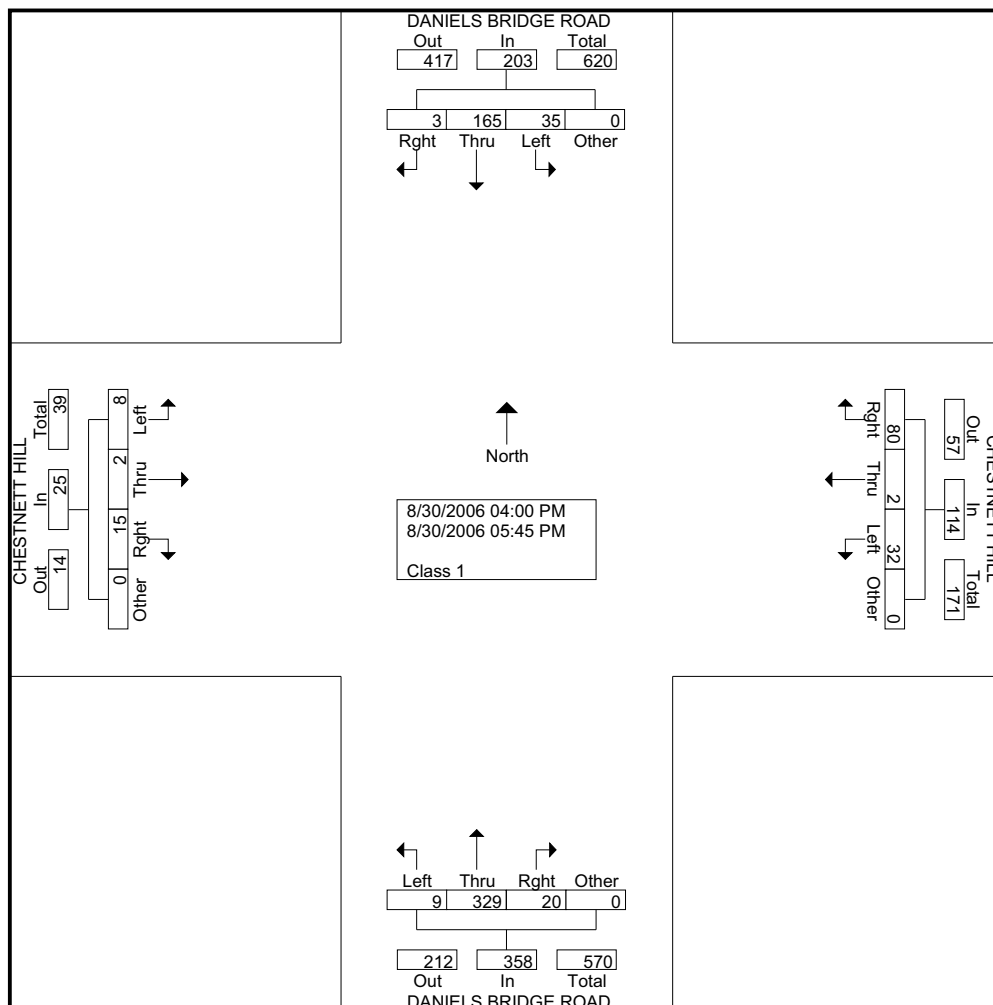 DANIELS BRIDGE ROAD
Out In Total
417 203 620
3 165 35 0
Rght Thru Left Other
CHESTNETT HILL
Total In Out
39 25 14
8 2 15 0
Left Thru Rght Other
North
8/30/2006 04:00 PM
8/30/2006 05:45 PM
Class 1
Rght Thru Left Other
80 2 32 0
Out In Total
57 114 171
CHESTNETT HILL
Left Thru Rght Other
9 329 20 0
212 358 570
Out In Total
DANIELS BRIDGE ROAD